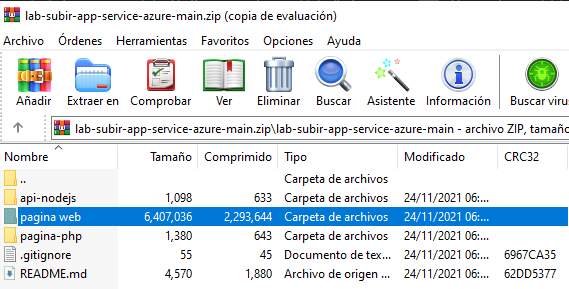 lab-subir-app-service-azure-main.zip (copia de evaluación)
Archivo Órdenes Herramientas Favoritos Opciones Ayuda
Añadir Extraer en Comprobar Ver Eliminar Buscar Asistente Información Buscar virus
lab-subir-app-service-azure-main.zip\lab-subir-app-service-azure-main - archivo ZIP, tamaño
Nombre Tamaño Comprimido Tipo Modificado CRC32
.. Carpeta de archivos
api-nodejs 1,098 633 Carpeta de archivos 24/11/2021 06:...
pagina web 6,407,036 2,293,644 Carpeta de archivos 24/11/2021 06:...
pagina-php 1,380 643 Carpeta de archivos 24/11/2021 06:...
.gitignore 55 45 Documento de tex... 24/11/2021 06:... 6967CA35
README.md 4,570 1,880 Archivo de origen ... 24/11/2021 06:... 62DD5377